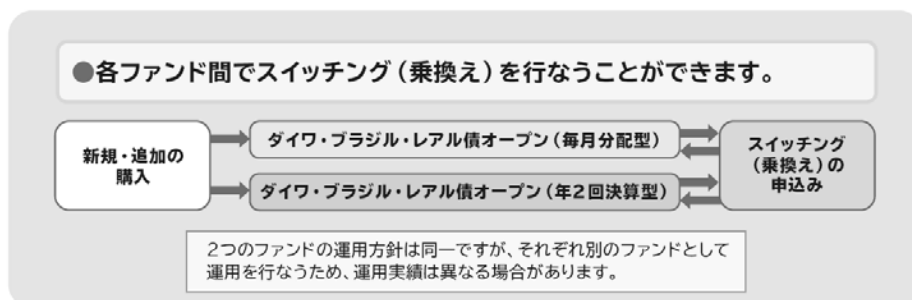 ●各ファンド間でスイッチング（乗換え）を行なうことができます。
新規・追加の
購入
ダイワ・ブラジル・レアル債オープン（毎月分配型）
ダイワ・ブラジル・レアル債オープン（年２回決算型）
スイッチング
（乗換え）の
申込み
２つのファンドの運用方針は同一ですが、それぞれ別のファンドとして
運用を行なうため、運用実績は異なる場合があります。